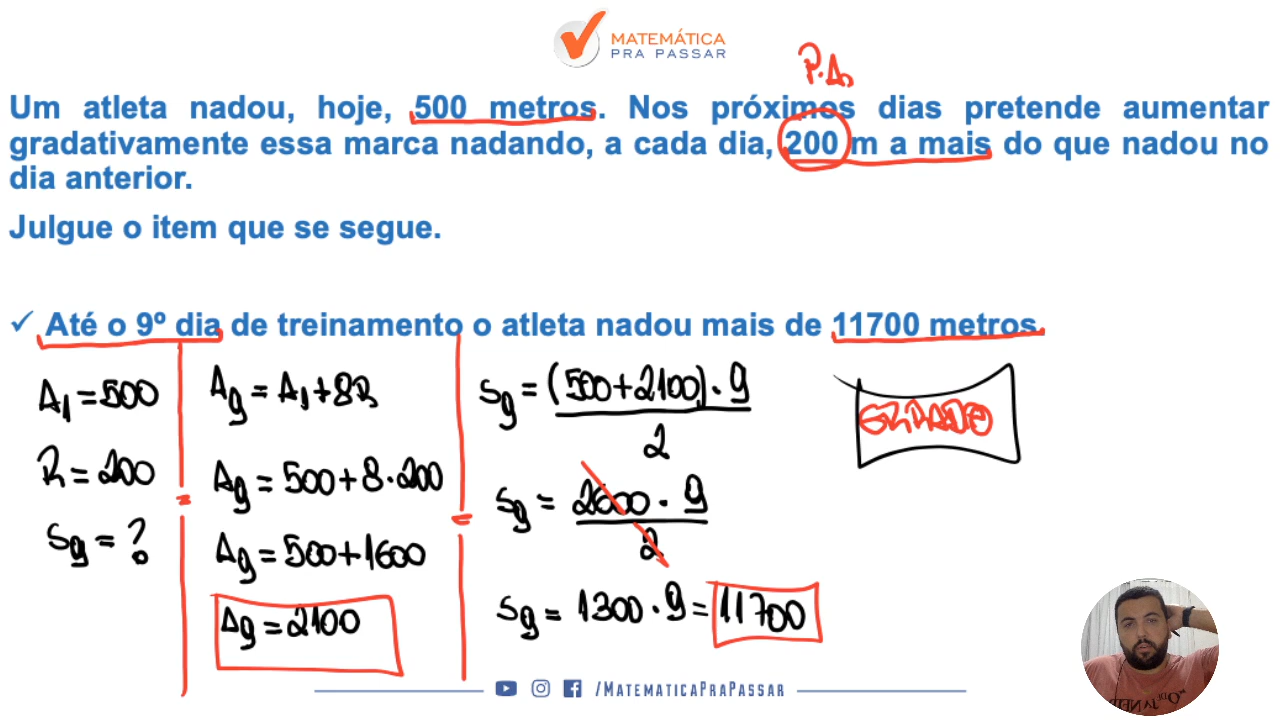 MATEMÁTICA
PRA PASSAR
P.A.
Um atleta nadou, hoje, 500 metros. Nos próximos dias pretende aumentar
gradativamente essa marca nadando, a cada dia, 200 m a mais do que nadou no
dia anterior.
Julgue o item que se segue.
✓ Até o 9º dia de treinamento o atleta nadou mais de 11700 metros.
A1 = 500
R = 200
S9 = ?
A9 = A1 + 8R
A9 = 500 + 8 · 200
A9 = 500 + 1600
A9 = 2100
S9 = (500 + 2100) · 9
2
S9 = 2600 · 9
2
S9 = 1300 · 9 = 11700
ERRADO
/MATEMATICAPRAPASSAR